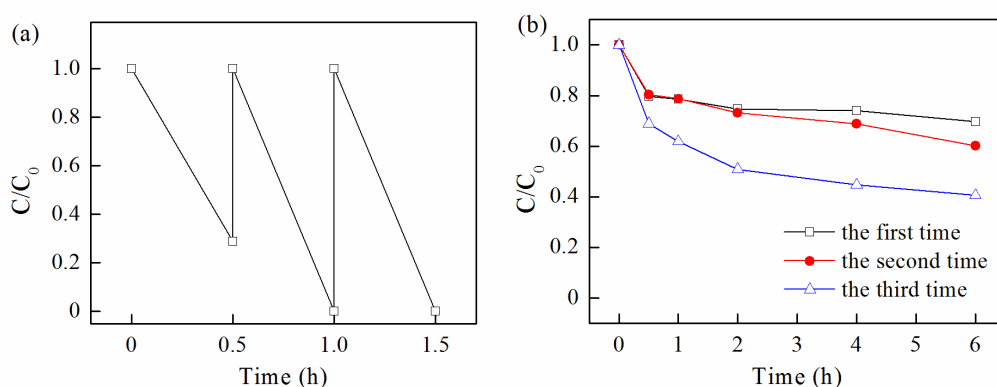 (a)
C/C0
1.0
0.8
0.6
0.4
0.2
0
0 0.5 1.0 1.5
Time (h)
(b)
C/C0
1.0
0.8
0.6
0.4
0.2
0
the first time
the second time
the third time
0 1 2 3 4 5 6
Time (h)